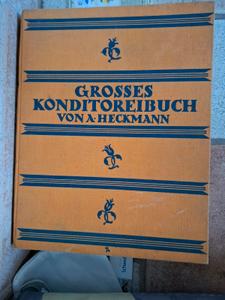 GROSSES
KONDITOREIBUCH
VON A·HECKMANN